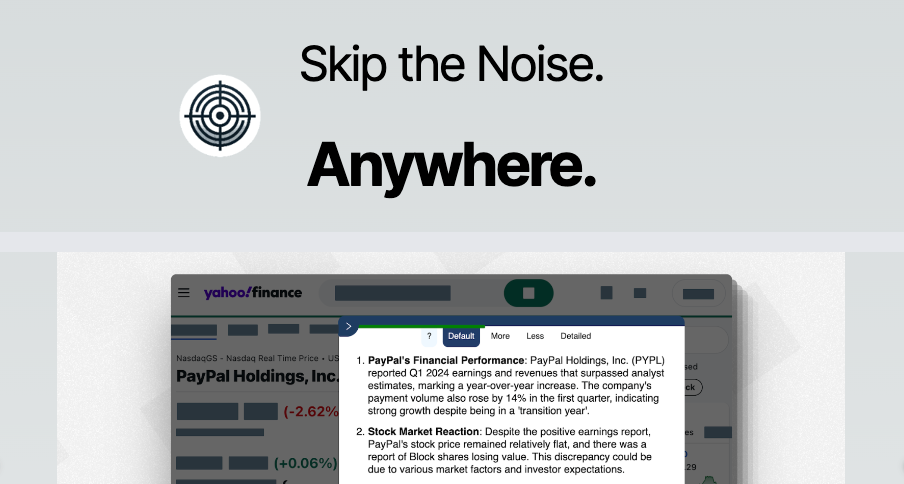 Skip the Noise.
Anywhere.
yahoo!finance
? Default More Less Detailed
NasdaqGS - Nasdaq Real Time Price • US
PayPal Holdings, Inc.
(-2.62%
(+0.06%)
1. PayPal's Financial Performance: PayPal Holdings, Inc. (PYPL)
reported Q1 2024 earnings and revenues that surpassed analyst
estimates, marking a year-over-year increase. The company's
payment volume also rose by 14% in the first quarter, indicating
strong growth despite being in a 'transition year'.
2. Stock Market Reaction: Despite the positive earnings report,
PayPal's stock price remained relatively flat, and there was a
report of Block shares losing value. This discrepancy could be
due to various market factors and investor expectations.
sed
ck
es
.29